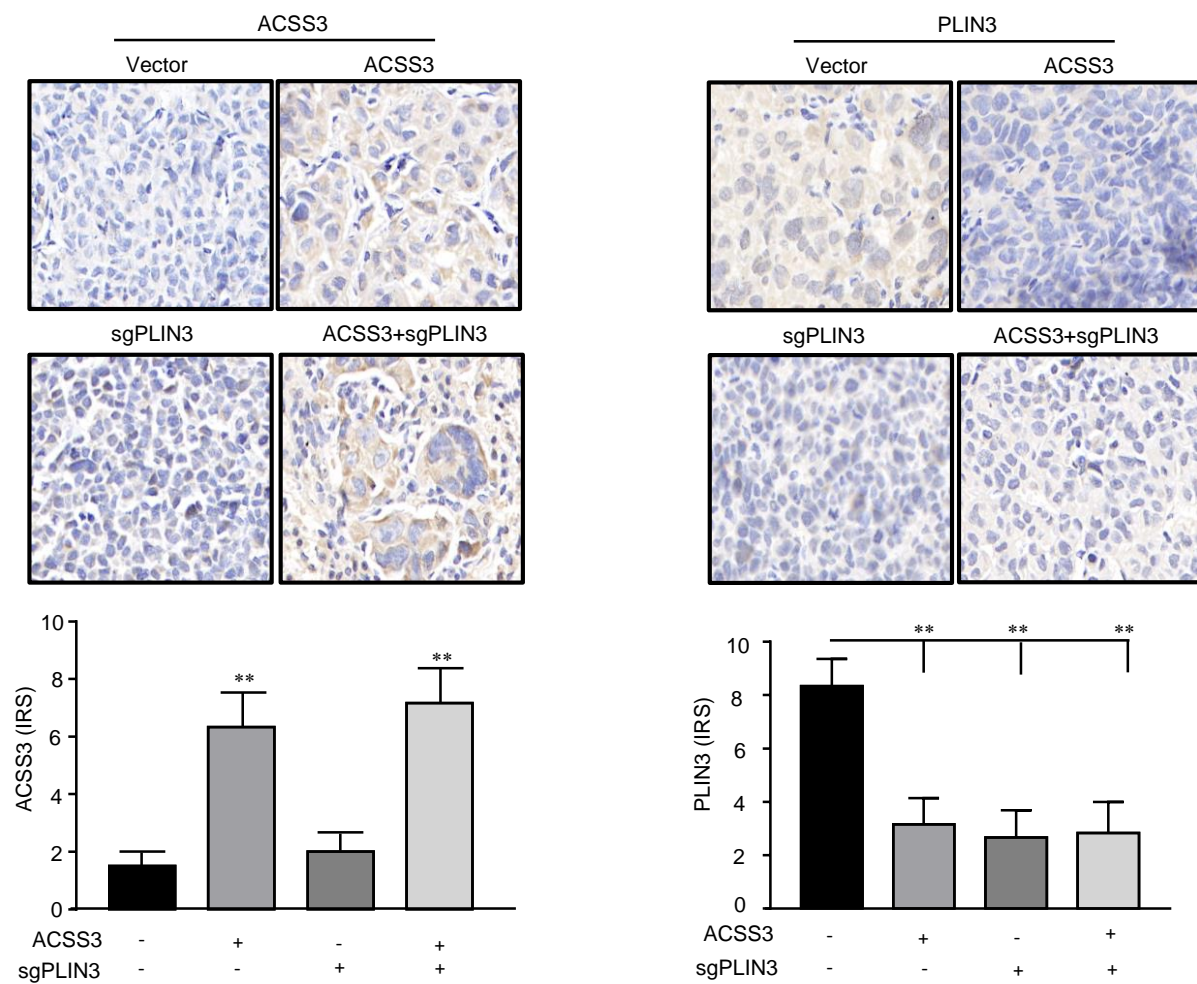 ACSS3
Vector ACSS3
sgPLIN3 ACSS3+sgPLIN3
ACSS3 (IRS)
10
8
6
4
2
0
**
**
ACSS3 - + - +
sgPLIN3 - - + +
PLIN3
Vector ACSS3
sgPLIN3 ACSS3+sgPLIN3
PLIN3 (IRS)
10
8
6
4
2
0
** ** **
ACSS3 - + - +
sgPLIN3 - - + +